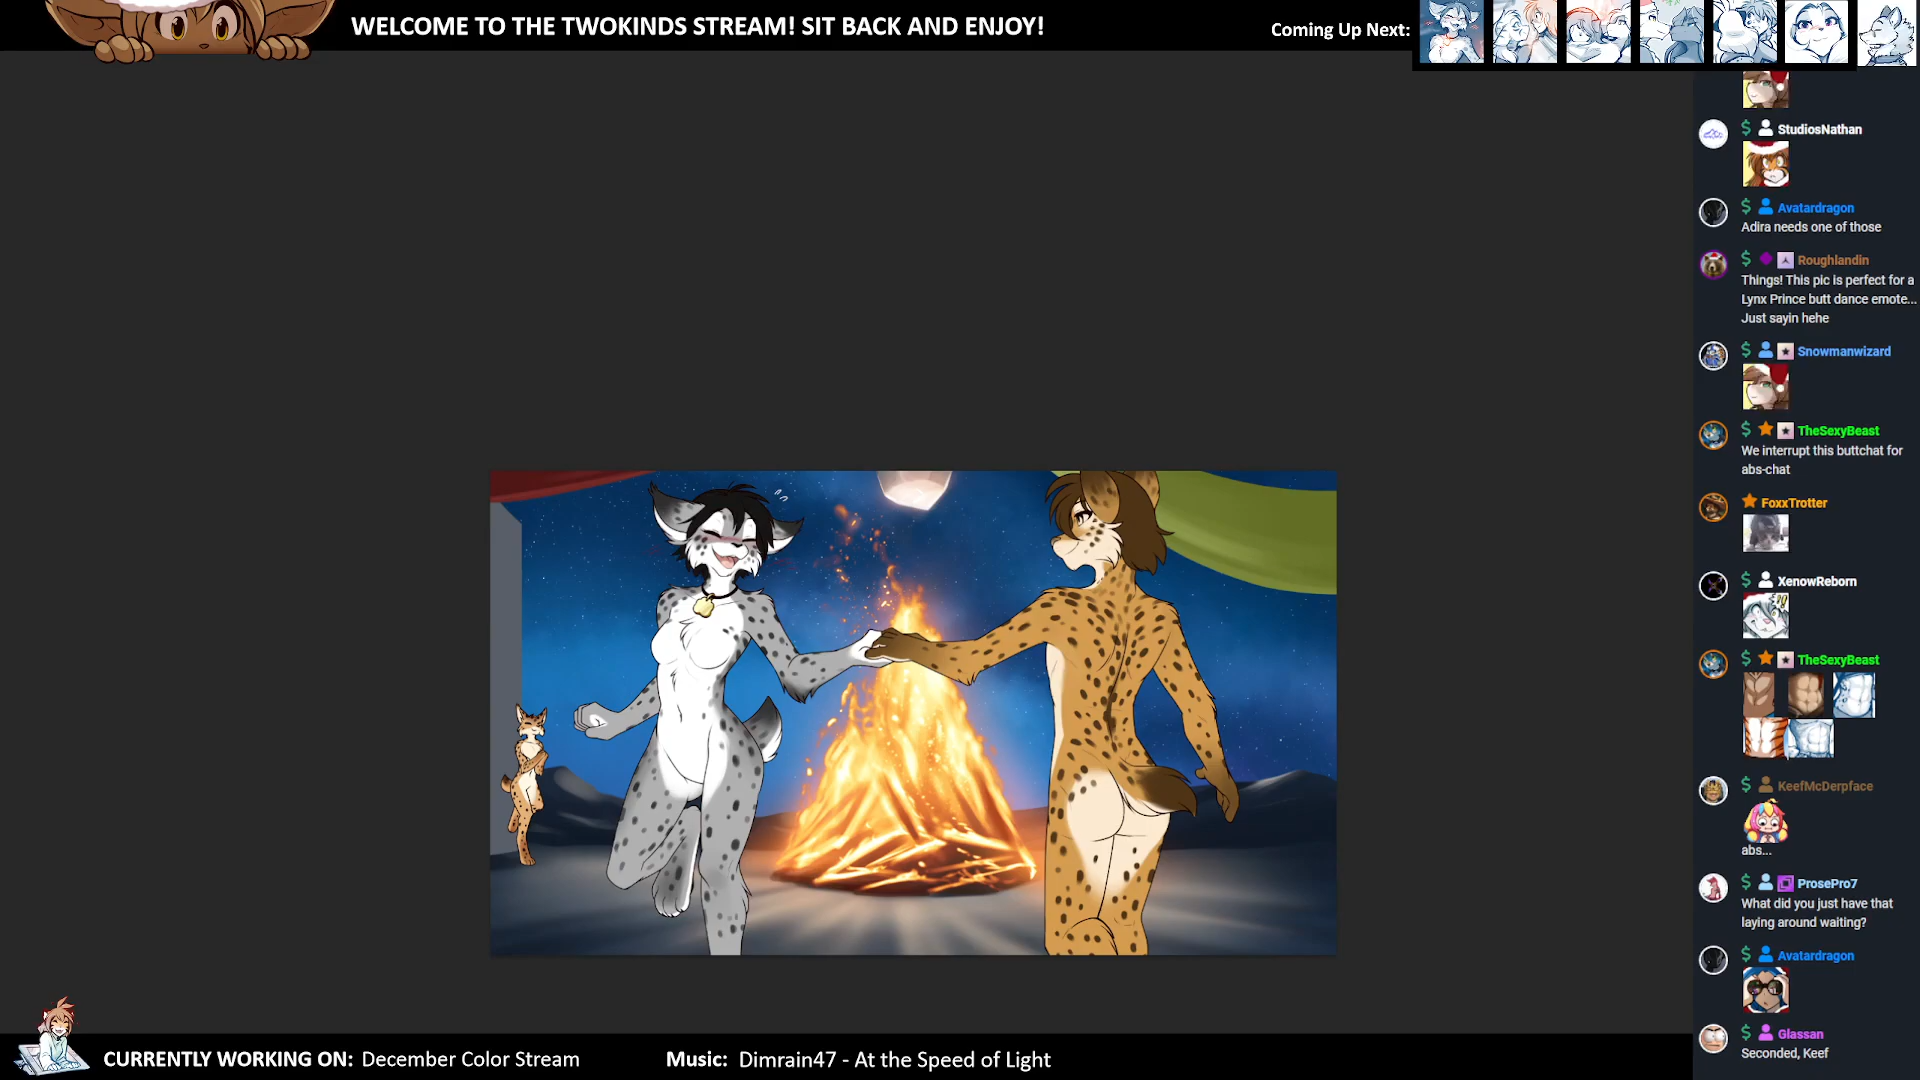 WELCOME TO THE TWOKINDS STREAM! SIT BACK AND ENJOY!
Coming Up Next:
StudiosNathan
Avatardragon
Adira needs one of those
Roughlandin
Things! This pic is perfect for a
Lynx Prince butt dance emote...
Just sayin hehe
Snowmanwizard
TheSexyBeast
We interrupt this buttchat for
abs-chat
FoxxTrotter
XenowReborn
TheSexyBeast
KeefMcDerpface
abs...
ProsePro7
What did you just have that
laying around waiting?
Avatardragon
Glassan
Seconded, Keef
CURRENTLY WORKING ON: December Color Stream
Music: Dimrain47 - At the Speed of Light